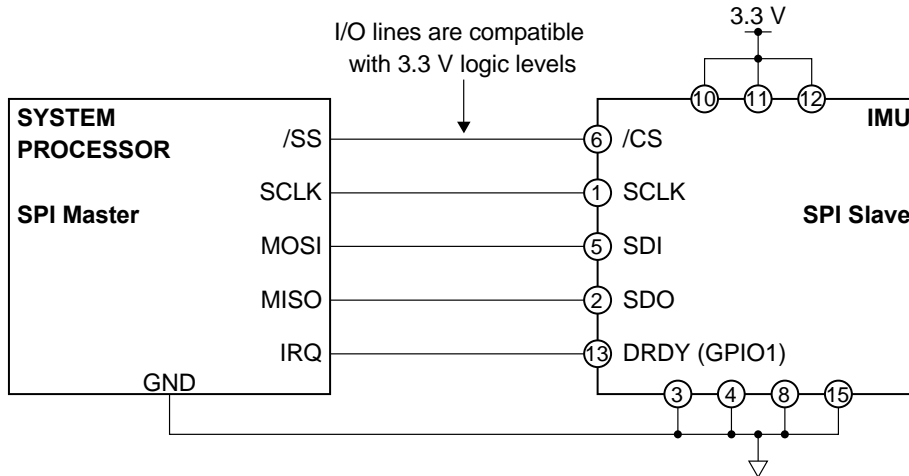 3.3 V
I/O lines are compatible
with 3.3 V logic levels
10 11 12
SYSTEM
PROCESSOR
SPI Master
/SS
SCLK
MOSI
MISO
IRQ
GND
IMU
SPI Slave
6 /CS
1 SCLK
5 SDI
2 SDO
13 DRDY (GPIO1)
3 4 8 15